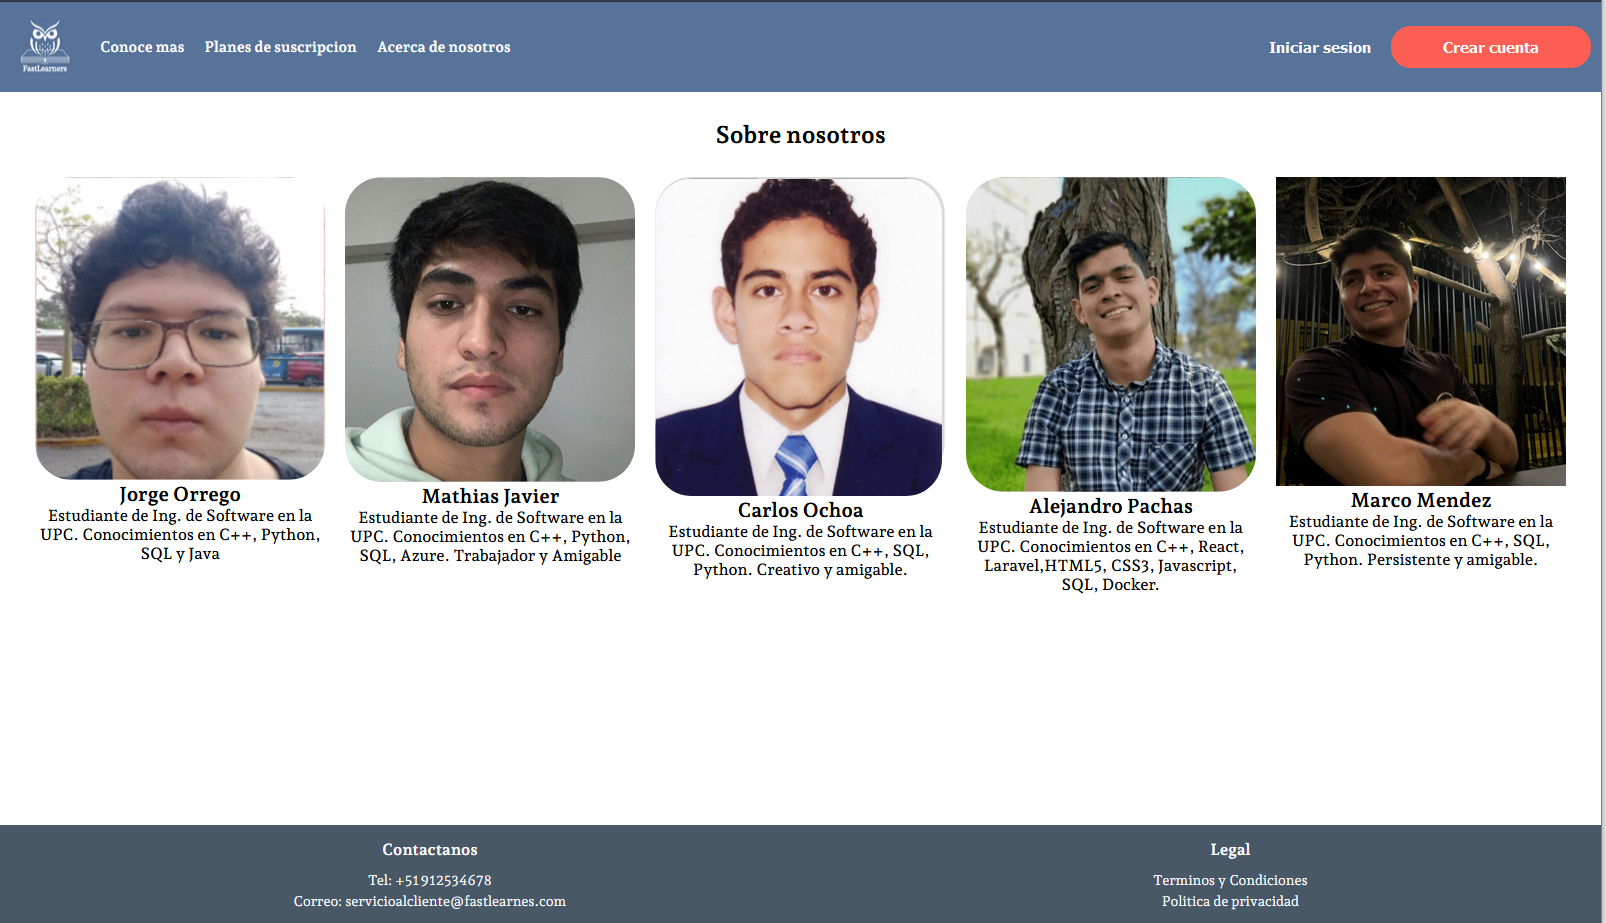 FastLearners
Conoce mas
Planes de suscripcion
Acerca de nosotros
Iniciar sesion
Crear cuenta
Sobre nosotros
Jorge Orrego
Estudiante de Ing. de Software en la
UPC. Conocimientos en C++, Python,
SQL y Java
Mathias Javier
Estudiante de Ing. de Software en la
UPC. Conocimientos en C++, Python,
SQL, Azure. Trabajador y Amigable
Carlos Ochoa
Estudiante de Ing. de Software en la
UPC. Conocimientos en C++, SQL,
Python. Creativo y amigable.
Alejandro Pachas
Estudiante de Ing. de Software en la
UPC. Conocimientos en C++, React,
Laravel,HTML5, CSS3, Javascript,
SQL, Docker.
Marco Mendez
Estudiante de Ing. de Software en la
UPC. Conocimientos en C++, SQL,
Python. Persistente y amigable.
Contactanos
Tel: +51912534678
Correo: servicioalcliente@fastlearnes.com
Legal
Terminos y Condiciones
Politica de privacidad